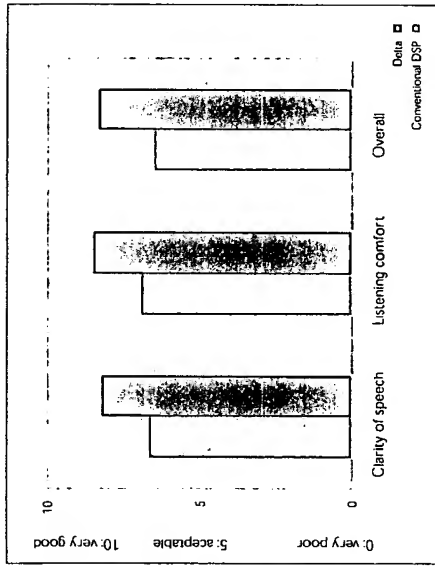 10: very good
5: acceptable
0: very poor
10
5
0
Clarity of speech
Listening comfort
Overall
Delta
Conventional DSP